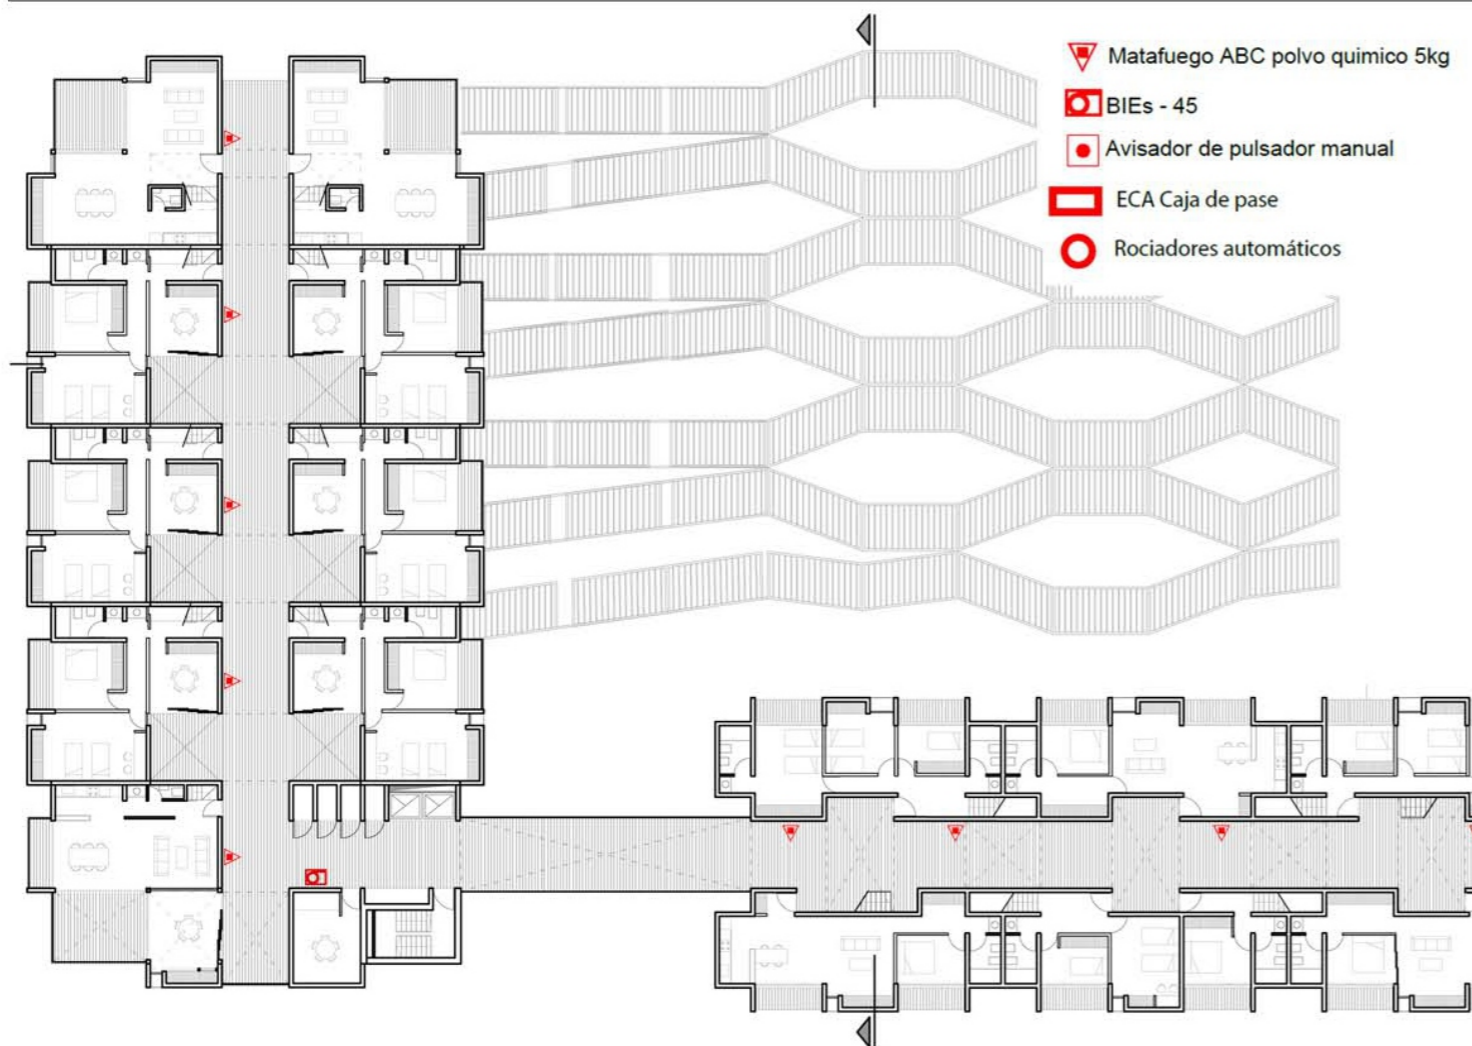 Matafuego ABC polvo quimico 5kg
BIEs - 45
Avisador de pulsador manual
ECA Caja de pase
Rociadores automáticos